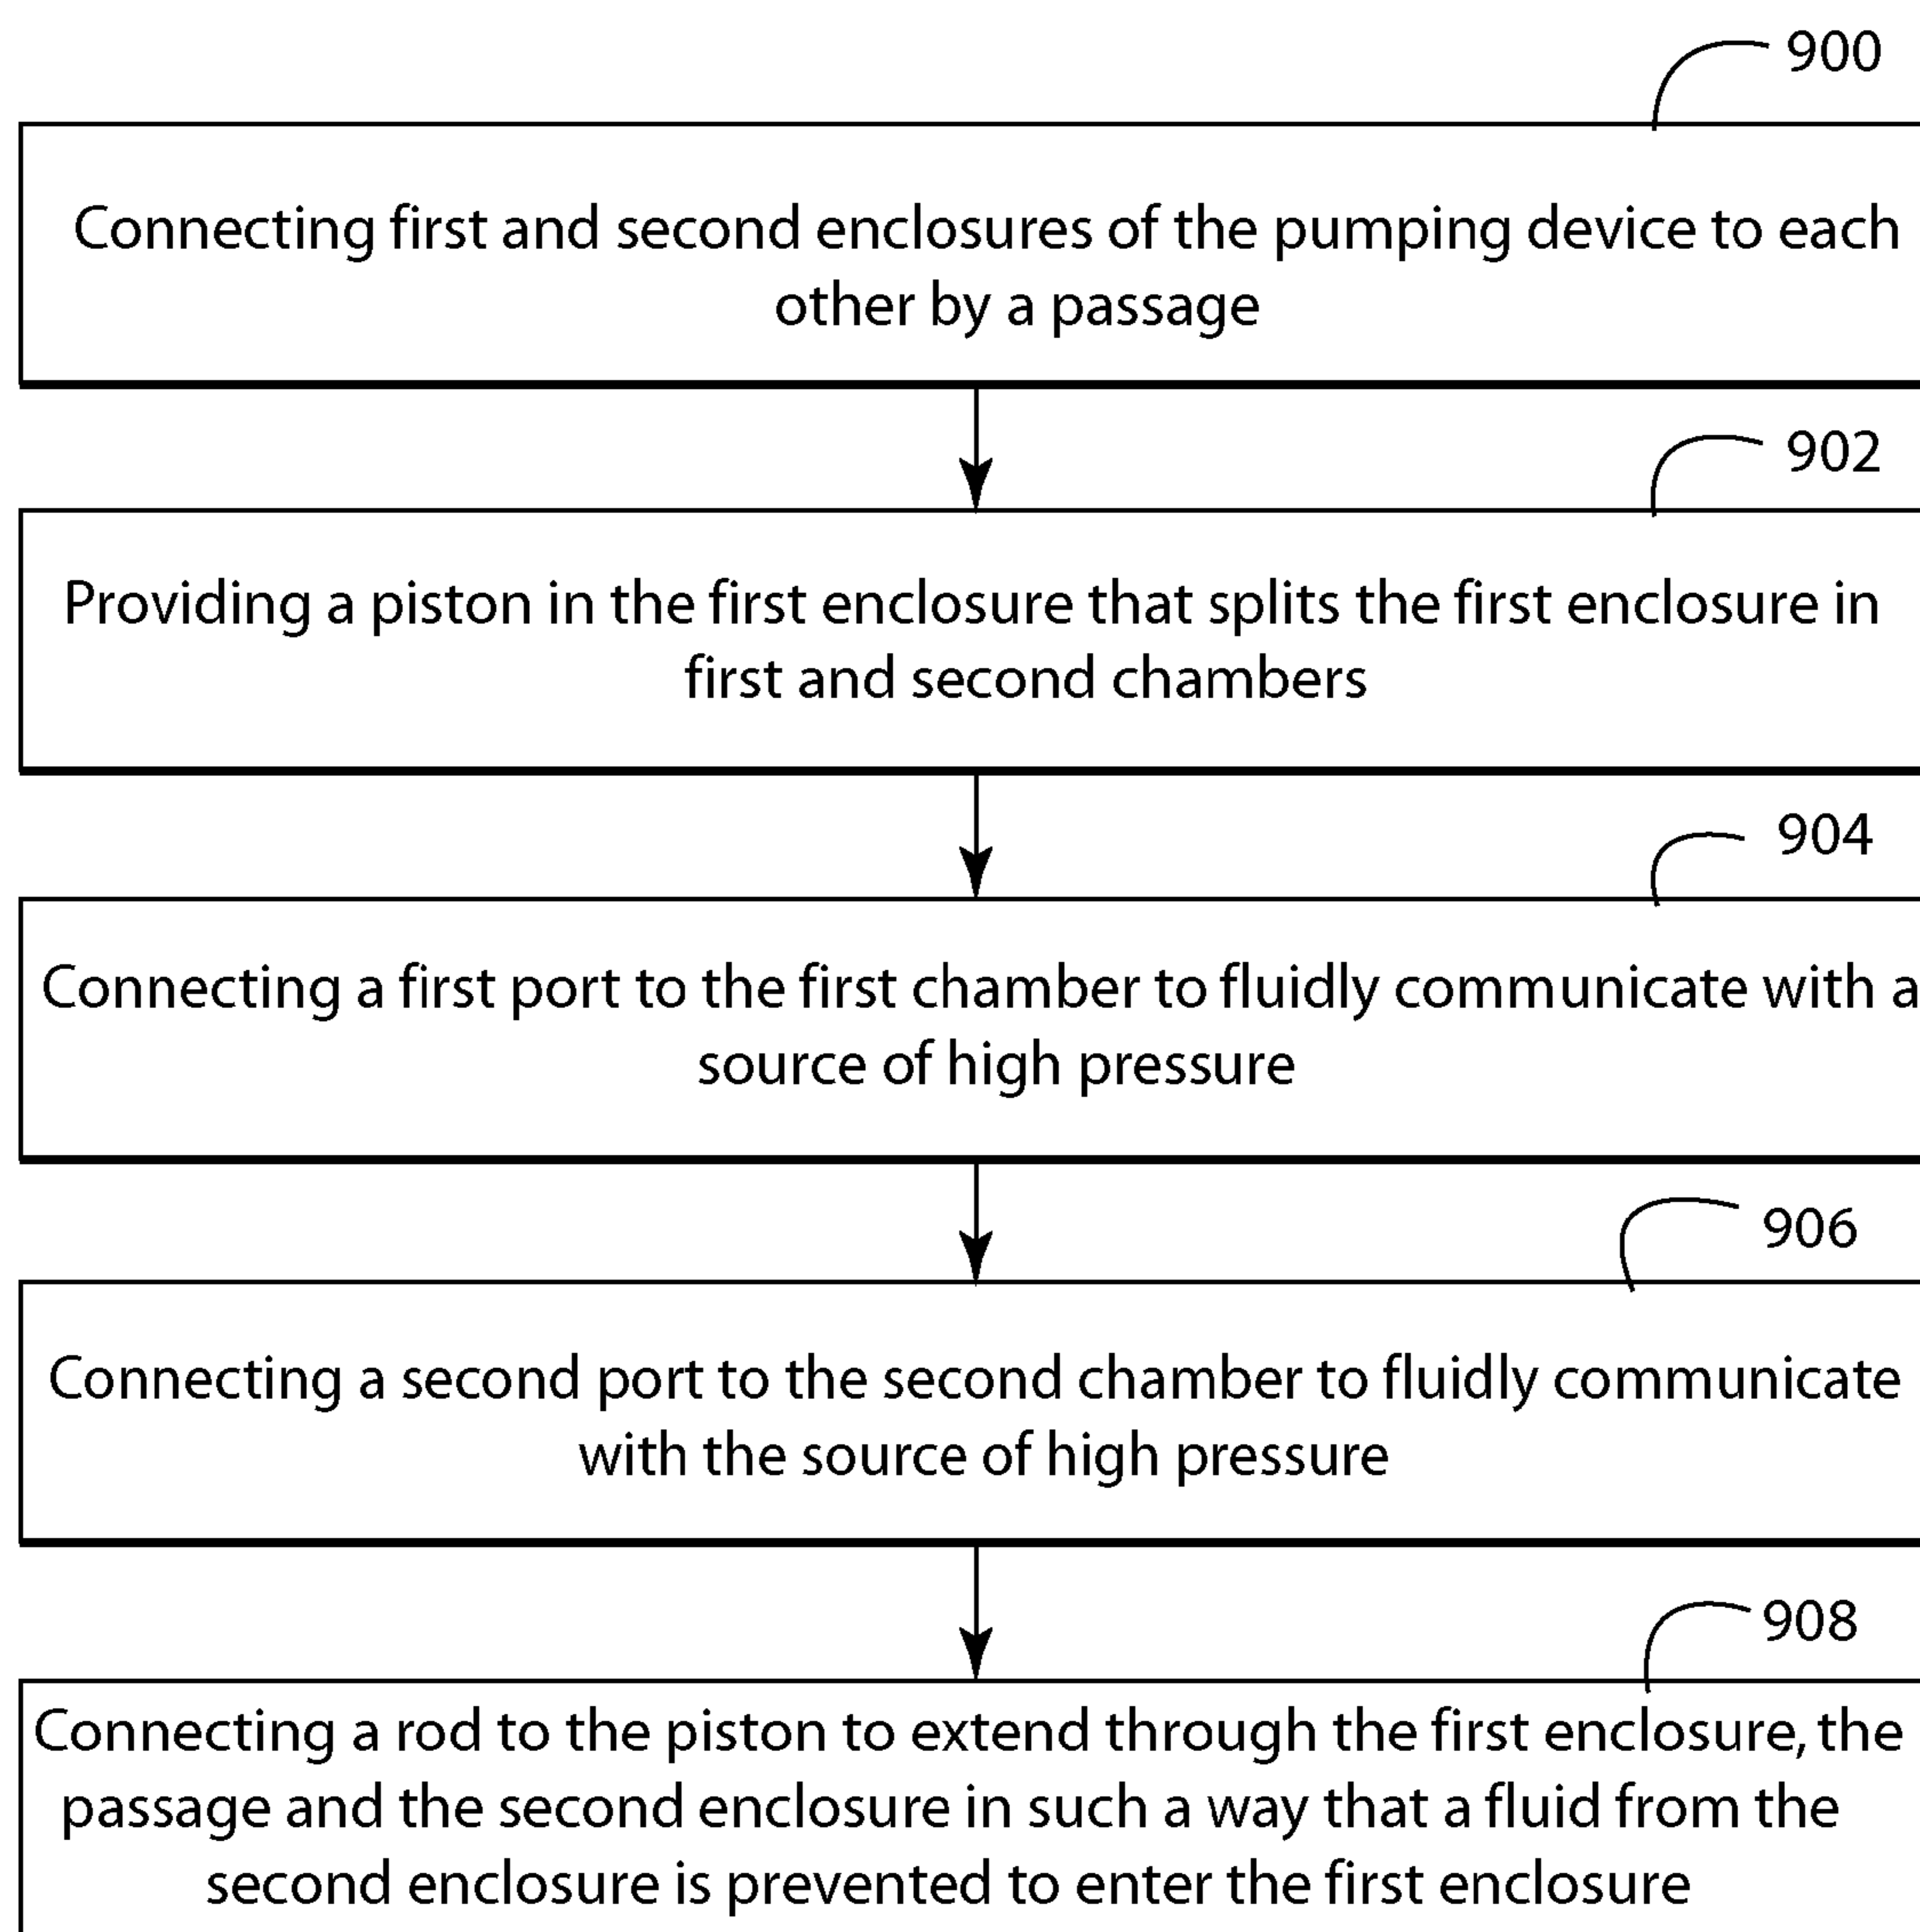 900
Connecting first and second enclosures of the pumping device to each
other by a passage
902
Providing a piston in the first enclosure that splits the first enclosure in
first and second chambers
904
Connecting a first port to the first chamber to fluidly communicate with a
source of high pressure
906
Connecting a second port to the second chamber to fluidly communicate
with the source of high pressure
908
Connecting a rod to the piston to extend through the first enclosure, the
passage and the second enclosure in such a way that a fluid from the
second enclosure is prevented to enter the first enclosure